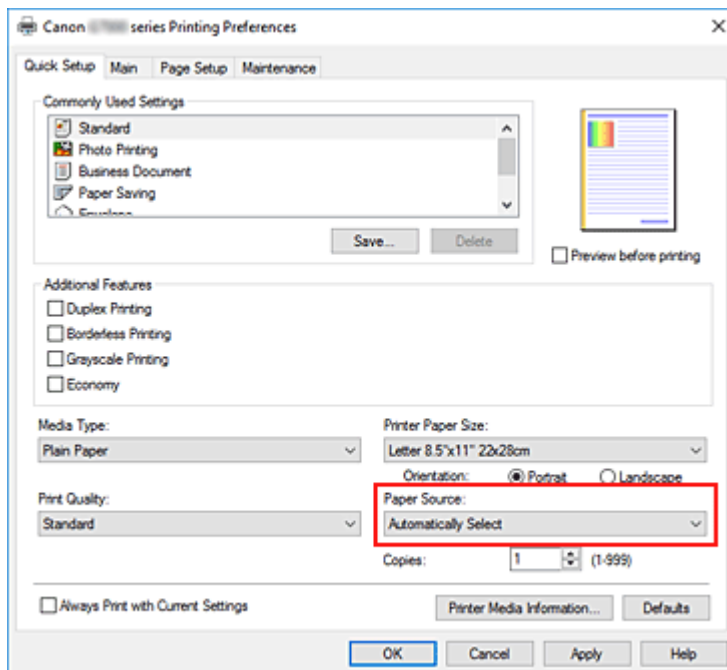 Canon series Printing Preferences
Quick Setup Main Page Setup Maintenance
Commonly Used Settings
Standard
Photo Printing
Business Document
Paper Saving
Envelope
Save... Delete
Preview before printing
Additional Features
Duplex Printing
Borderless Printing
Grayscale Printing
Economy
Media Type:
Plain Paper
Printer Paper Size:
Letter 8.5"x11" 22x28cm
Orientation: Portrait Landscape
Print Quality:
Standard
Paper Source:
Automatically Select
Copies: 1 (1-999)
Always Print with Current Settings
Printer Media Information... Defaults
OK Cancel Apply Help